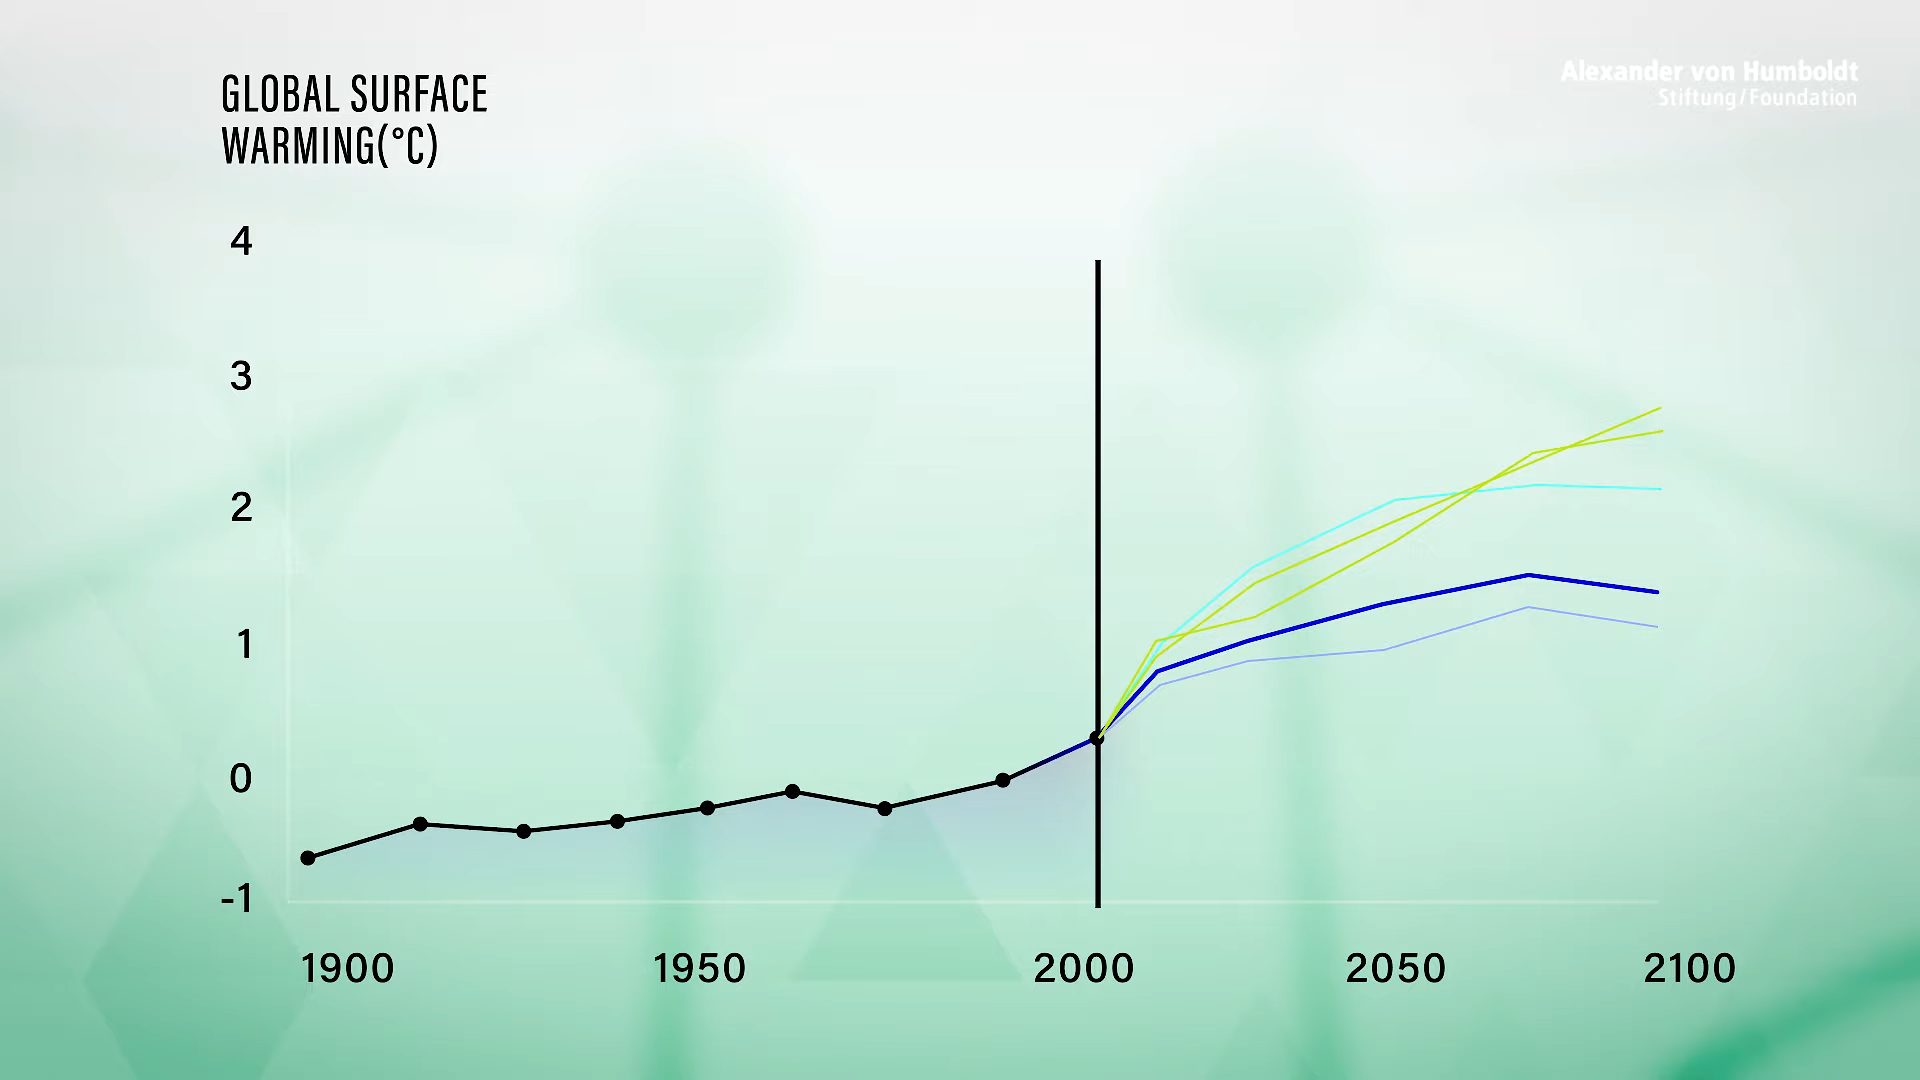 GLOBAL SURFACE
WARMING(°C)
Alexander von Humboldt
Stiftung/Foundation
4
3
2
1
0
-1
1900 1950 2000 2050 2100